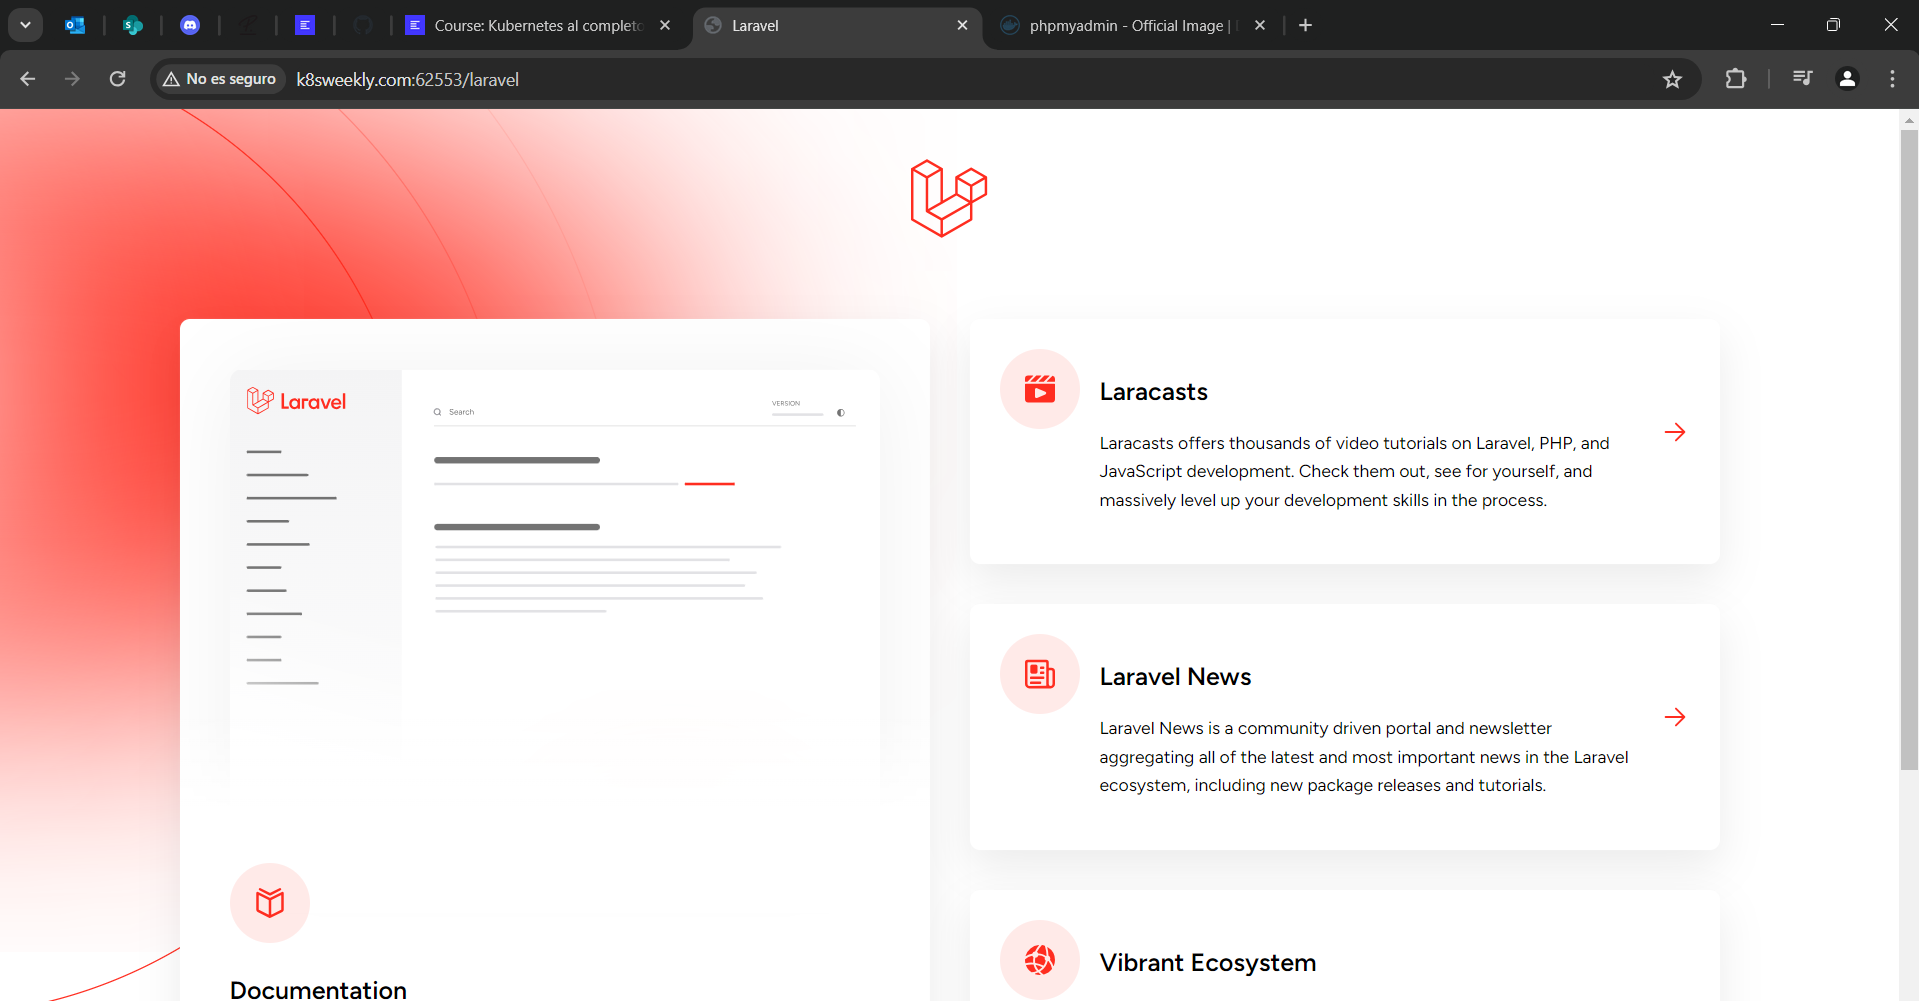 Course: Kubernetes al completo
Laravel
phpmyadmin - Official Image |
No es seguro
k8sweekly.com:62553/laravel
Laravel
Search
VERSION
Laracasts
Laracasts offers thousands of video tutorials on Laravel, PHP, and
JavaScript development. Check them out, see for yourself, and
massively level up your development skills in the process.
Laravel News
Laravel News is a community driven portal and newsletter
aggregating all of the latest and most important news in the Laravel
ecosystem, including new package releases and tutorials.
Documentation
Vibrant Ecosystem